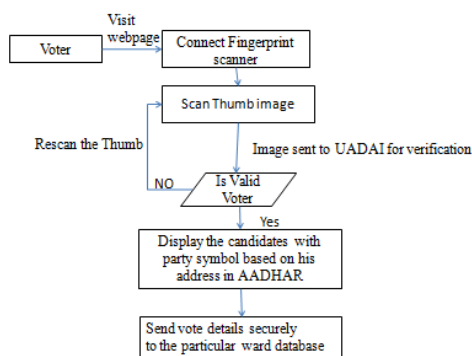 Visit
webpage
Voter
Connect Fingerprint
scanner
Scan Thumb image
Rescan the Thumb
Image sent to UADAI for verification
NO
Is Valid
Voter
Yes
Display the candidates with
party symbol based on his
address in AADHAR
Send vote details securely
to the particular ward database